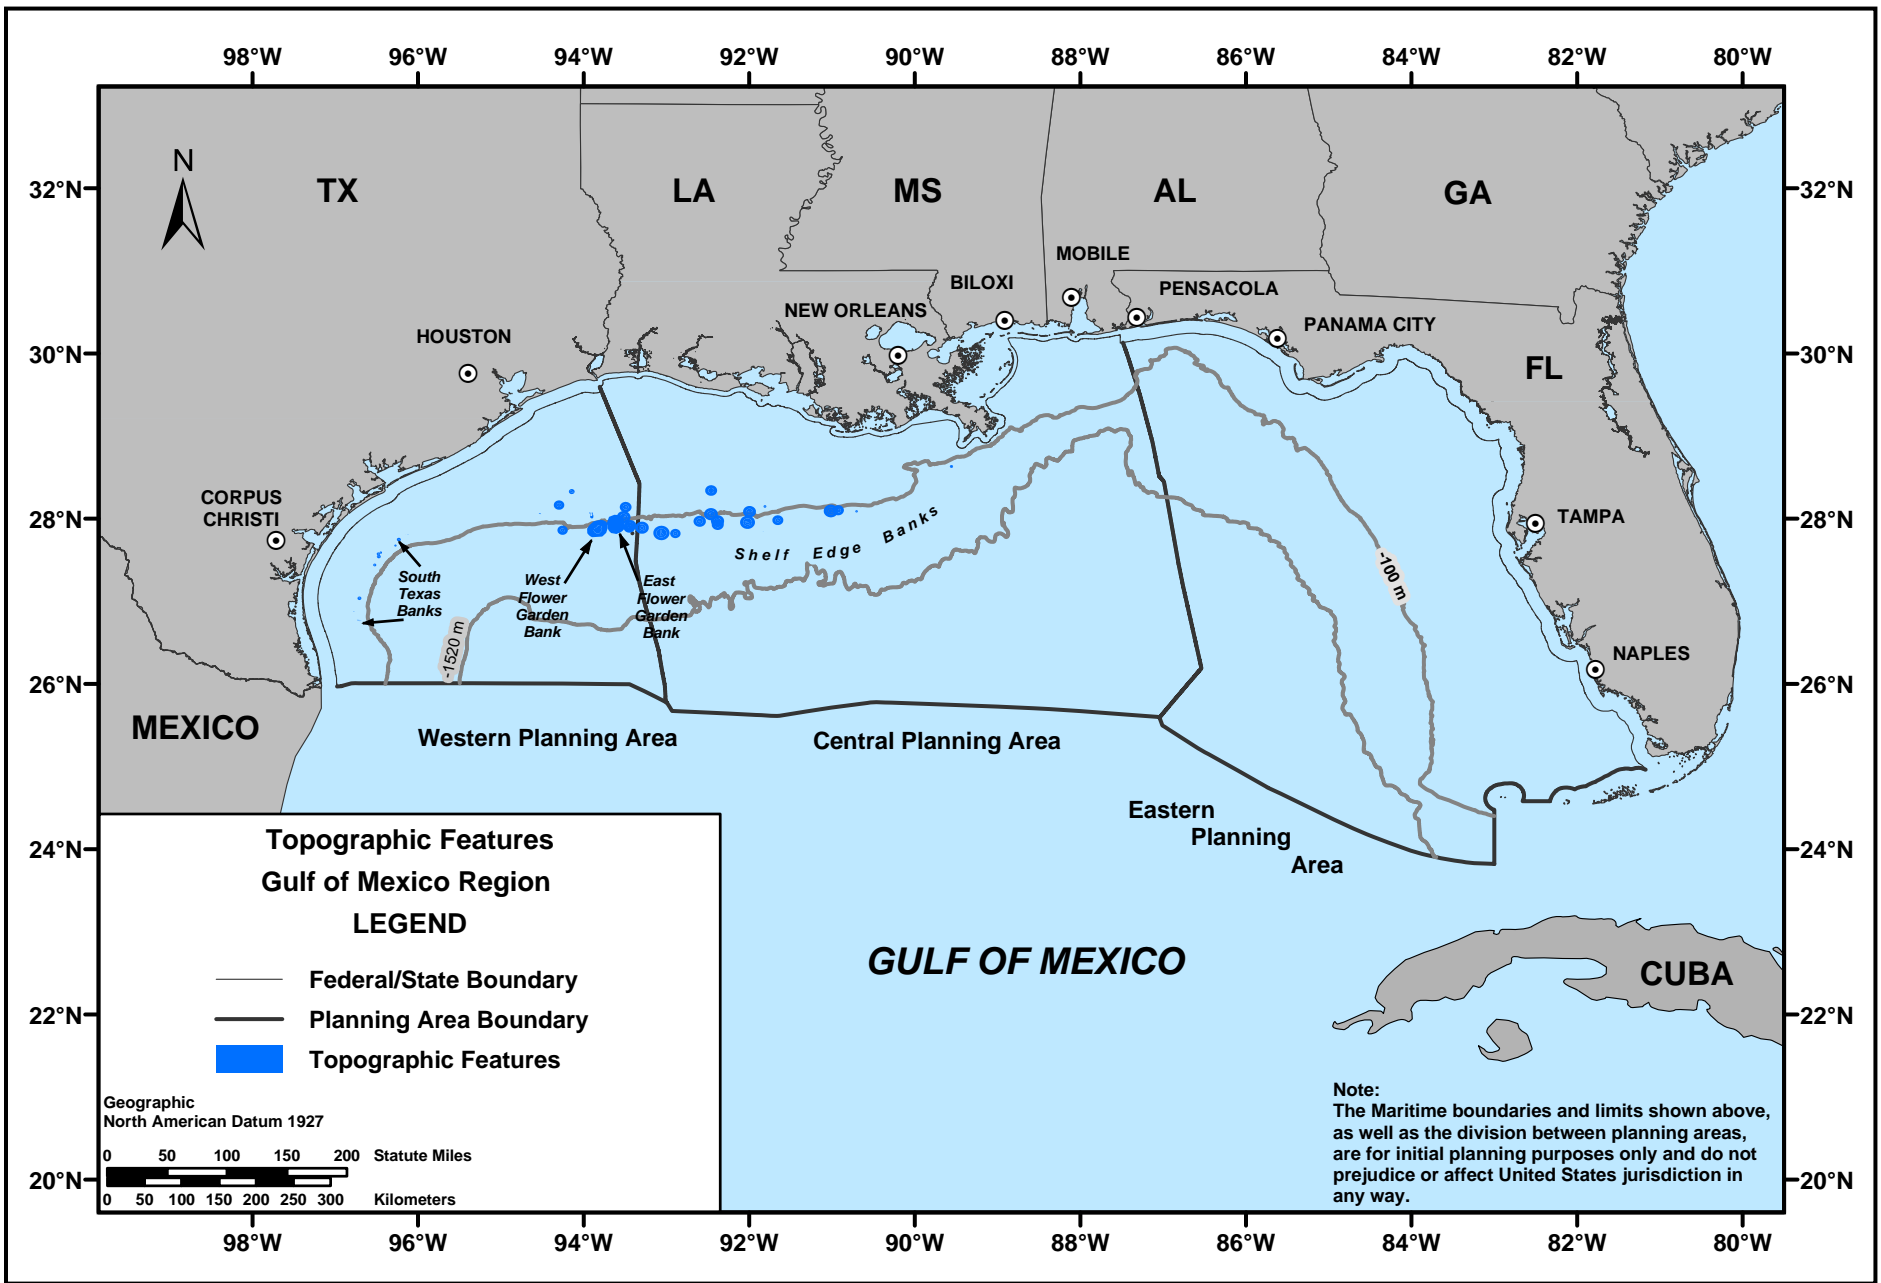 98°W 96°W 94°W 92°W 90°W 88°W 86°W 84°W 82°W 80°W
N
32°N
TX
LA
MS
AL
GA
32°N
MOBILE
BILOXI
PENSACOLA
NEW ORLEANS
PANAMA CITY
HOUSTON
30°N
30°N
FL
CORPUS
CHRISTI
28°N
TAMPA
28°N
Shelf Edge Banks
-100 m
South
Texas
Banks
West
Flower
Garden
Bank
East
Flower
Garden
Bank
-1520 m
NAPLES
26°N
26°N
MEXICO
Western Planning Area
Central Planning Area
Eastern
Planning
Area
24°N
24°N
Topographic Features
Gulf of Mexico Region
LEGEND
Federal/State Boundary
Planning Area Boundary
Topographic Features
GULF OF MEXICO
CUBA
22°N
22°N
Geographic
North American Datum 1927
0 50 100 150 200 Statute Miles
0 50 100 150 200 250 300 Kilometers
Note:
The Maritime boundaries and limits shown above,
as well as the division between planning areas,
are for initial planning purposes only and do not
prejudice or affect United States jurisdiction in
any way.
20°N
20°N
98°W 96°W 94°W 92°W 90°W 88°W 86°W 84°W 82°W 80°W